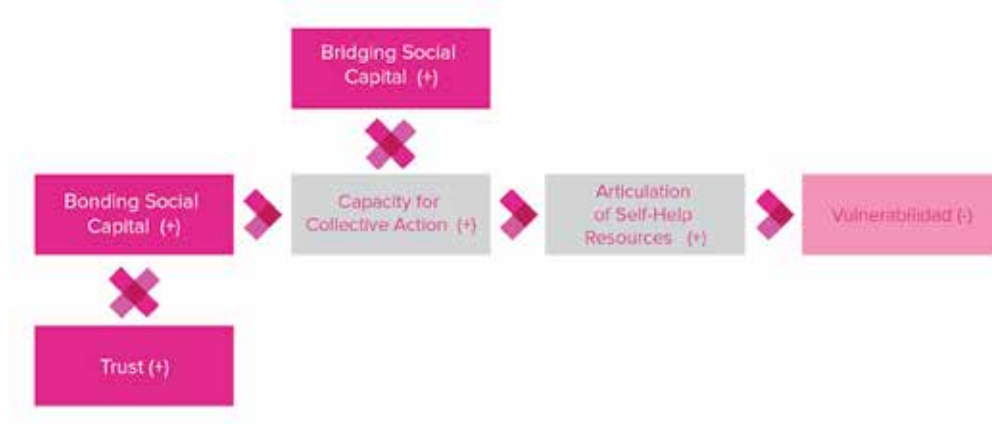 Bridging Social
Capital (+)
Bonding Social
Capital (+)
Capacity for
Collective Action (+)
Articulation
of Self-Help
Resources (+)
Vulnerabilidad (-)
Trust (+)